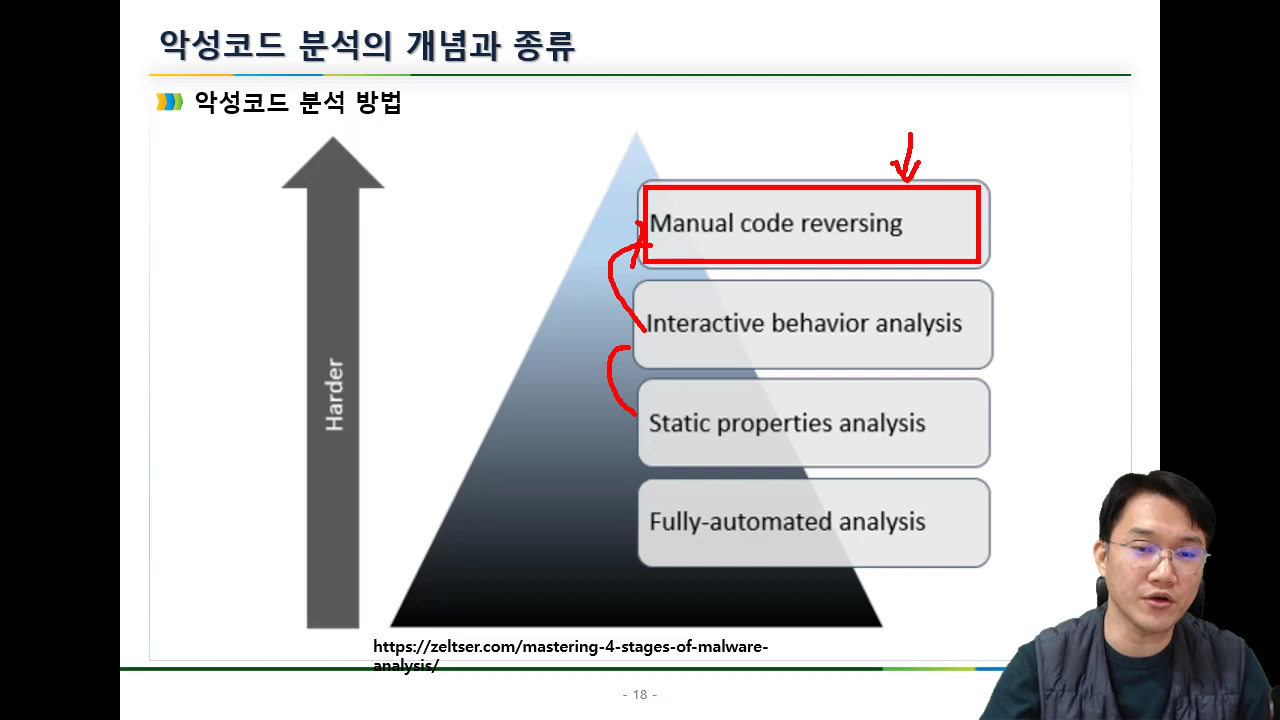 악성코드 분석의 개념과 종류
악성코드 분석 방법
Harder
Manual code reversing
Interactive behavior analysis
Static properties analysis
Fully-automated analysis
https://zeltser.com/mastering-4-stages-of-malware-
analysis/
- 18 -